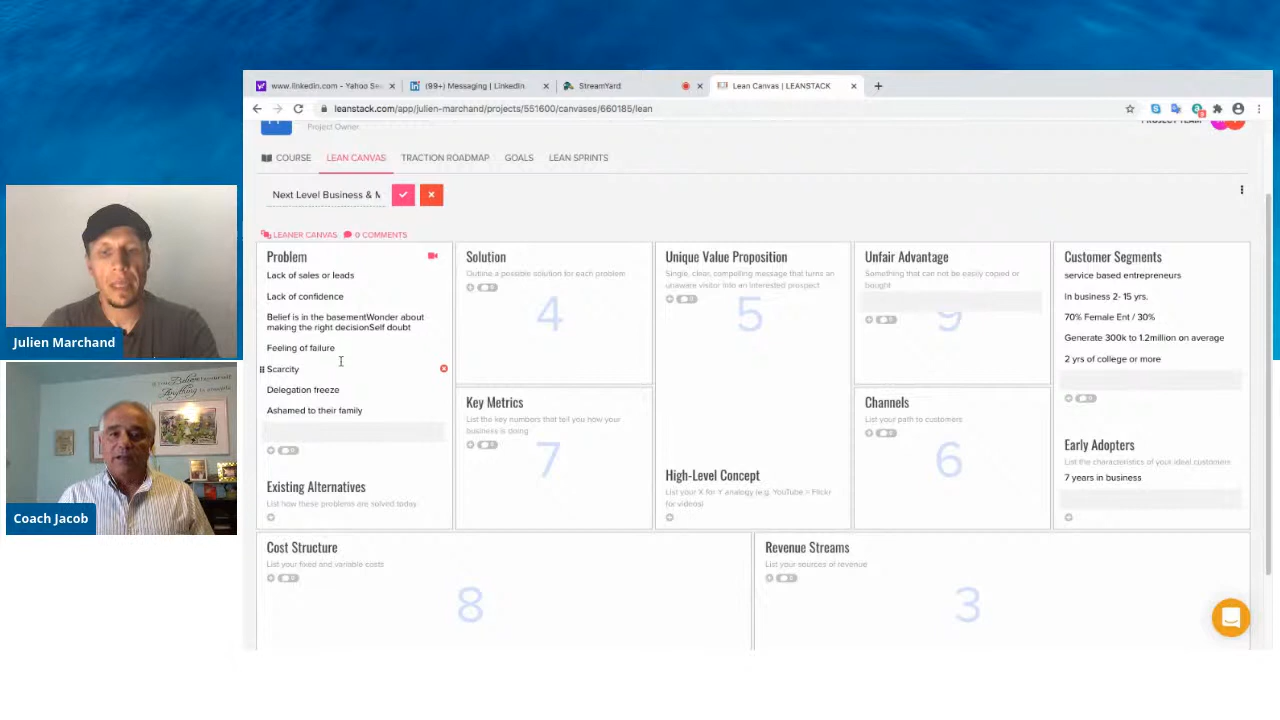 www.linkedin.com - Yahoo Se
(99+) Messaging | LinkedIn
StreamYard
Lean Canvas | LEANSTACK
leanstack.com/app/julien-marchand/projects/551600/canvases/660185/lean
Project Owner.
PROJECT TEAM
COURSE
LEAN CANVAS
TRACTION ROADMAP
GOALS
LEAN SPRINTS
Next Level Business & M
LEANER CANVAS
0 COMMENTS
Problem
Lack of sales or leads
Lack of confidence
Belief is in the basementWonder about
making the right decisionSelf doubt
Feeling of failure
Scarcity
Delegation freeze
Ashamed to their family
Existing Alternatives
List how these problems are solved today
Solution
Outline a possible solution for each problem
4
Key Metrics
List the key numbers that tell you how your
business is doing
7
Unique Value Proposition
Single, clear, compelling message that turns an
unaware visitor into an interested prospect
5
High-Level Concept
List your X for Y analogy (e.g. YouTube = Flickr
for videos)
Unfair Advantage
Something that can not be easily copied or
bought
9
Channels
List your path to customers
6
Customer Segments
service based entrepreneurs
In business 2- 15 yrs.
70% Female Ent / 30%
Generate 300k to 1.2million on average
2 yrs of college or more
Early Adopters
List the characteristics of your ideal customers
7 years in business
Cost Structure
List your fixed and variable costs
8
Revenue Streams
List your sources of revenue
3
Julien Marchand
Coach Jacob